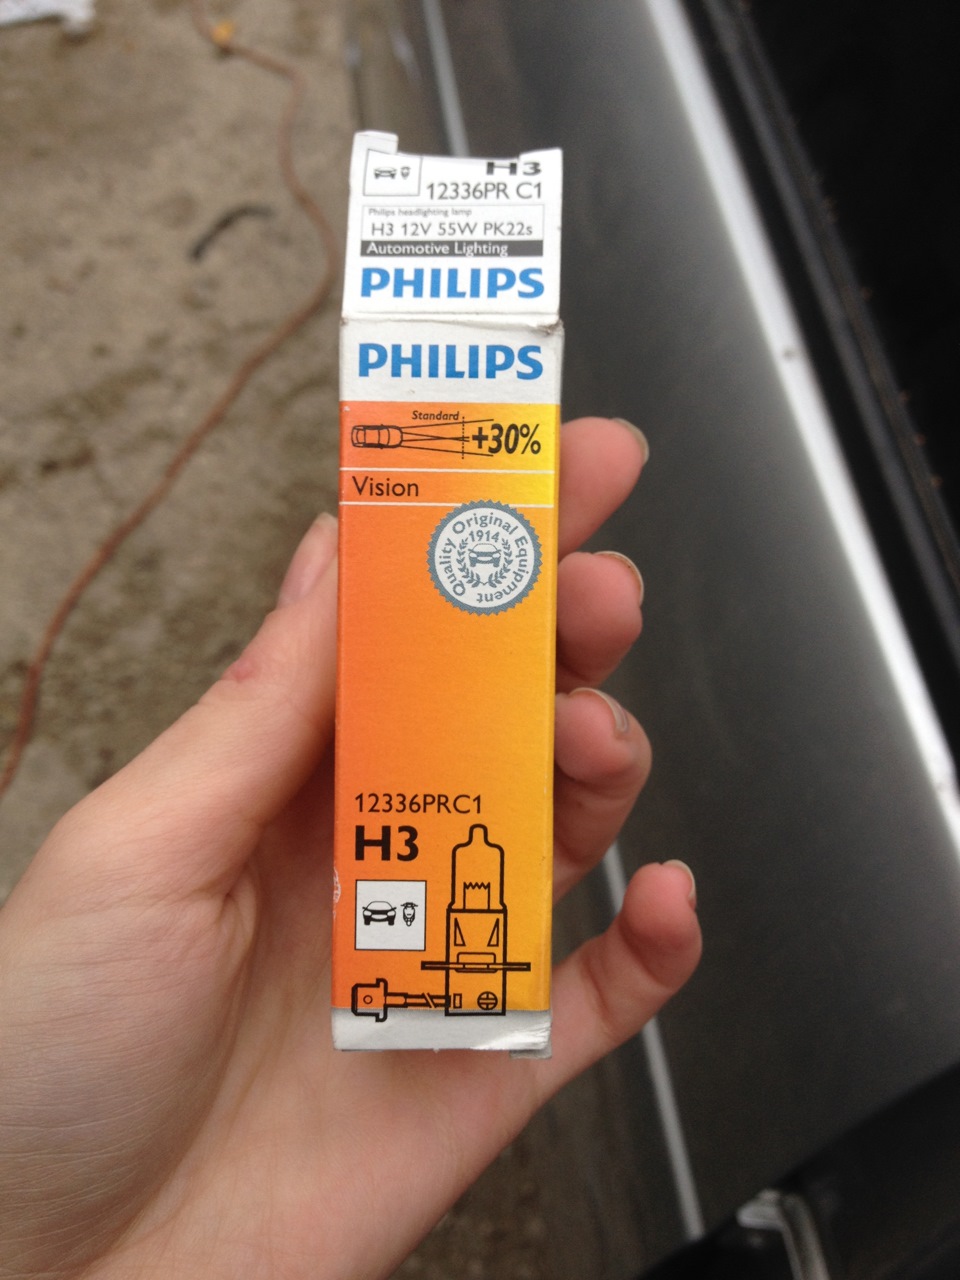 H3
12336PR C1
Philips headlighting lamp
H3 12V 55W PK22s
Automotive Lighting
PHILIPS
PHILIPS
Standard
+30%
Vision
Quality Original Equipment
1914
12336PRC1
H3